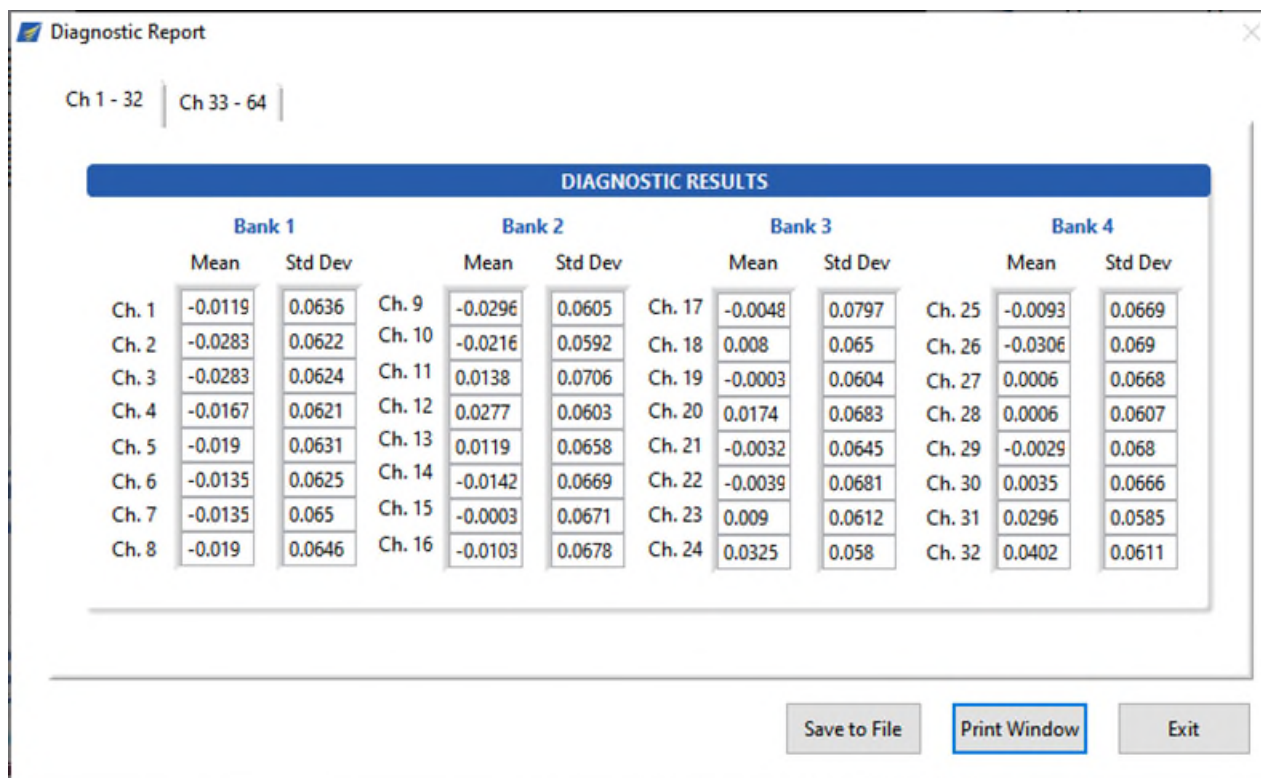 Diagnostic Report
Ch 1 - 32 Ch 33 - 64
DIAGNOSTIC RESULTS
Bank 1 Bank 2 Bank 3 Bank 4
Mean Std Dev Mean Std Dev Mean Std Dev Mean Std Dev
Ch. 1 -0.0119 0.0636 Ch. 9 -0.0296 0.0605 Ch. 17 -0.0048 0.0797 Ch. 25 -0.0093 0.0669
Ch. 2 -0.0283 0.0622 Ch. 10 -0.0216 0.0592 Ch. 18 0.008 0.065 Ch. 26 -0.0306 0.069
Ch. 3 -0.0283 0.0624 Ch. 11 0.0138 0.0706 Ch. 19 -0.0003 0.0604 Ch. 27 0.0006 0.0668
Ch. 4 -0.0167 0.0621 Ch. 12 0.0277 0.0603 Ch. 20 0.0174 0.0683 Ch. 28 0.0006 0.0607
Ch. 5 -0.019 0.0631 Ch. 13 0.0119 0.0658 Ch. 21 -0.0032 0.0645 Ch. 29 -0.0029 0.068
Ch. 6 -0.0135 0.0625 Ch. 14 -0.0142 0.0669 Ch. 22 -0.0039 0.0681 Ch. 30 0.0035 0.0666
Ch. 7 -0.0135 0.065 Ch. 15 -0.0003 0.0671 Ch. 23 0.009 0.0612 Ch. 31 0.0296 0.0585
Ch. 8 -0.019 0.0646 Ch. 16 -0.0103 0.0678 Ch. 24 0.0325 0.058 Ch. 32 0.0402 0.0611
Save to File Print Window Exit